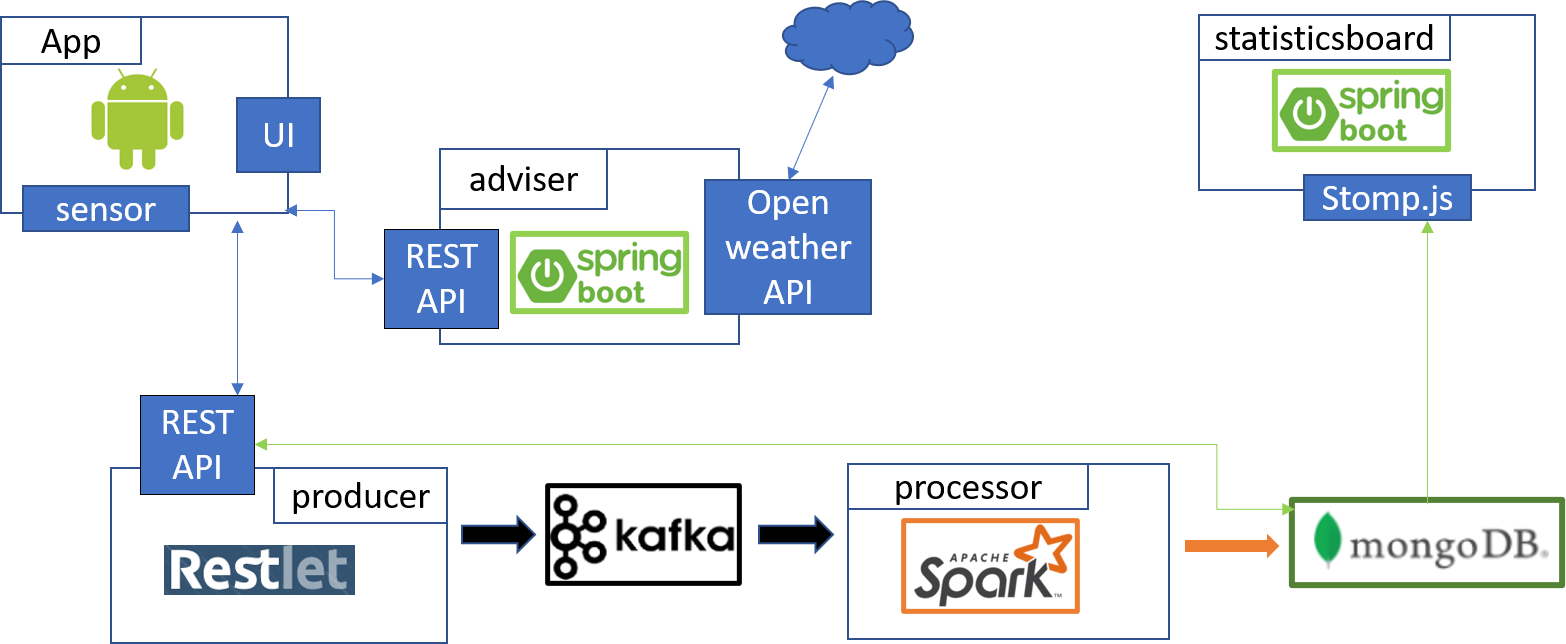 App
UI
sensor
adviser
REST
API
spring
boot
Open
weather
API
statisticsboard
spring
boot
Stomp.js
REST
API
producer
Restlet
kafka
processor
APACHE
Spark™
mongoDB®